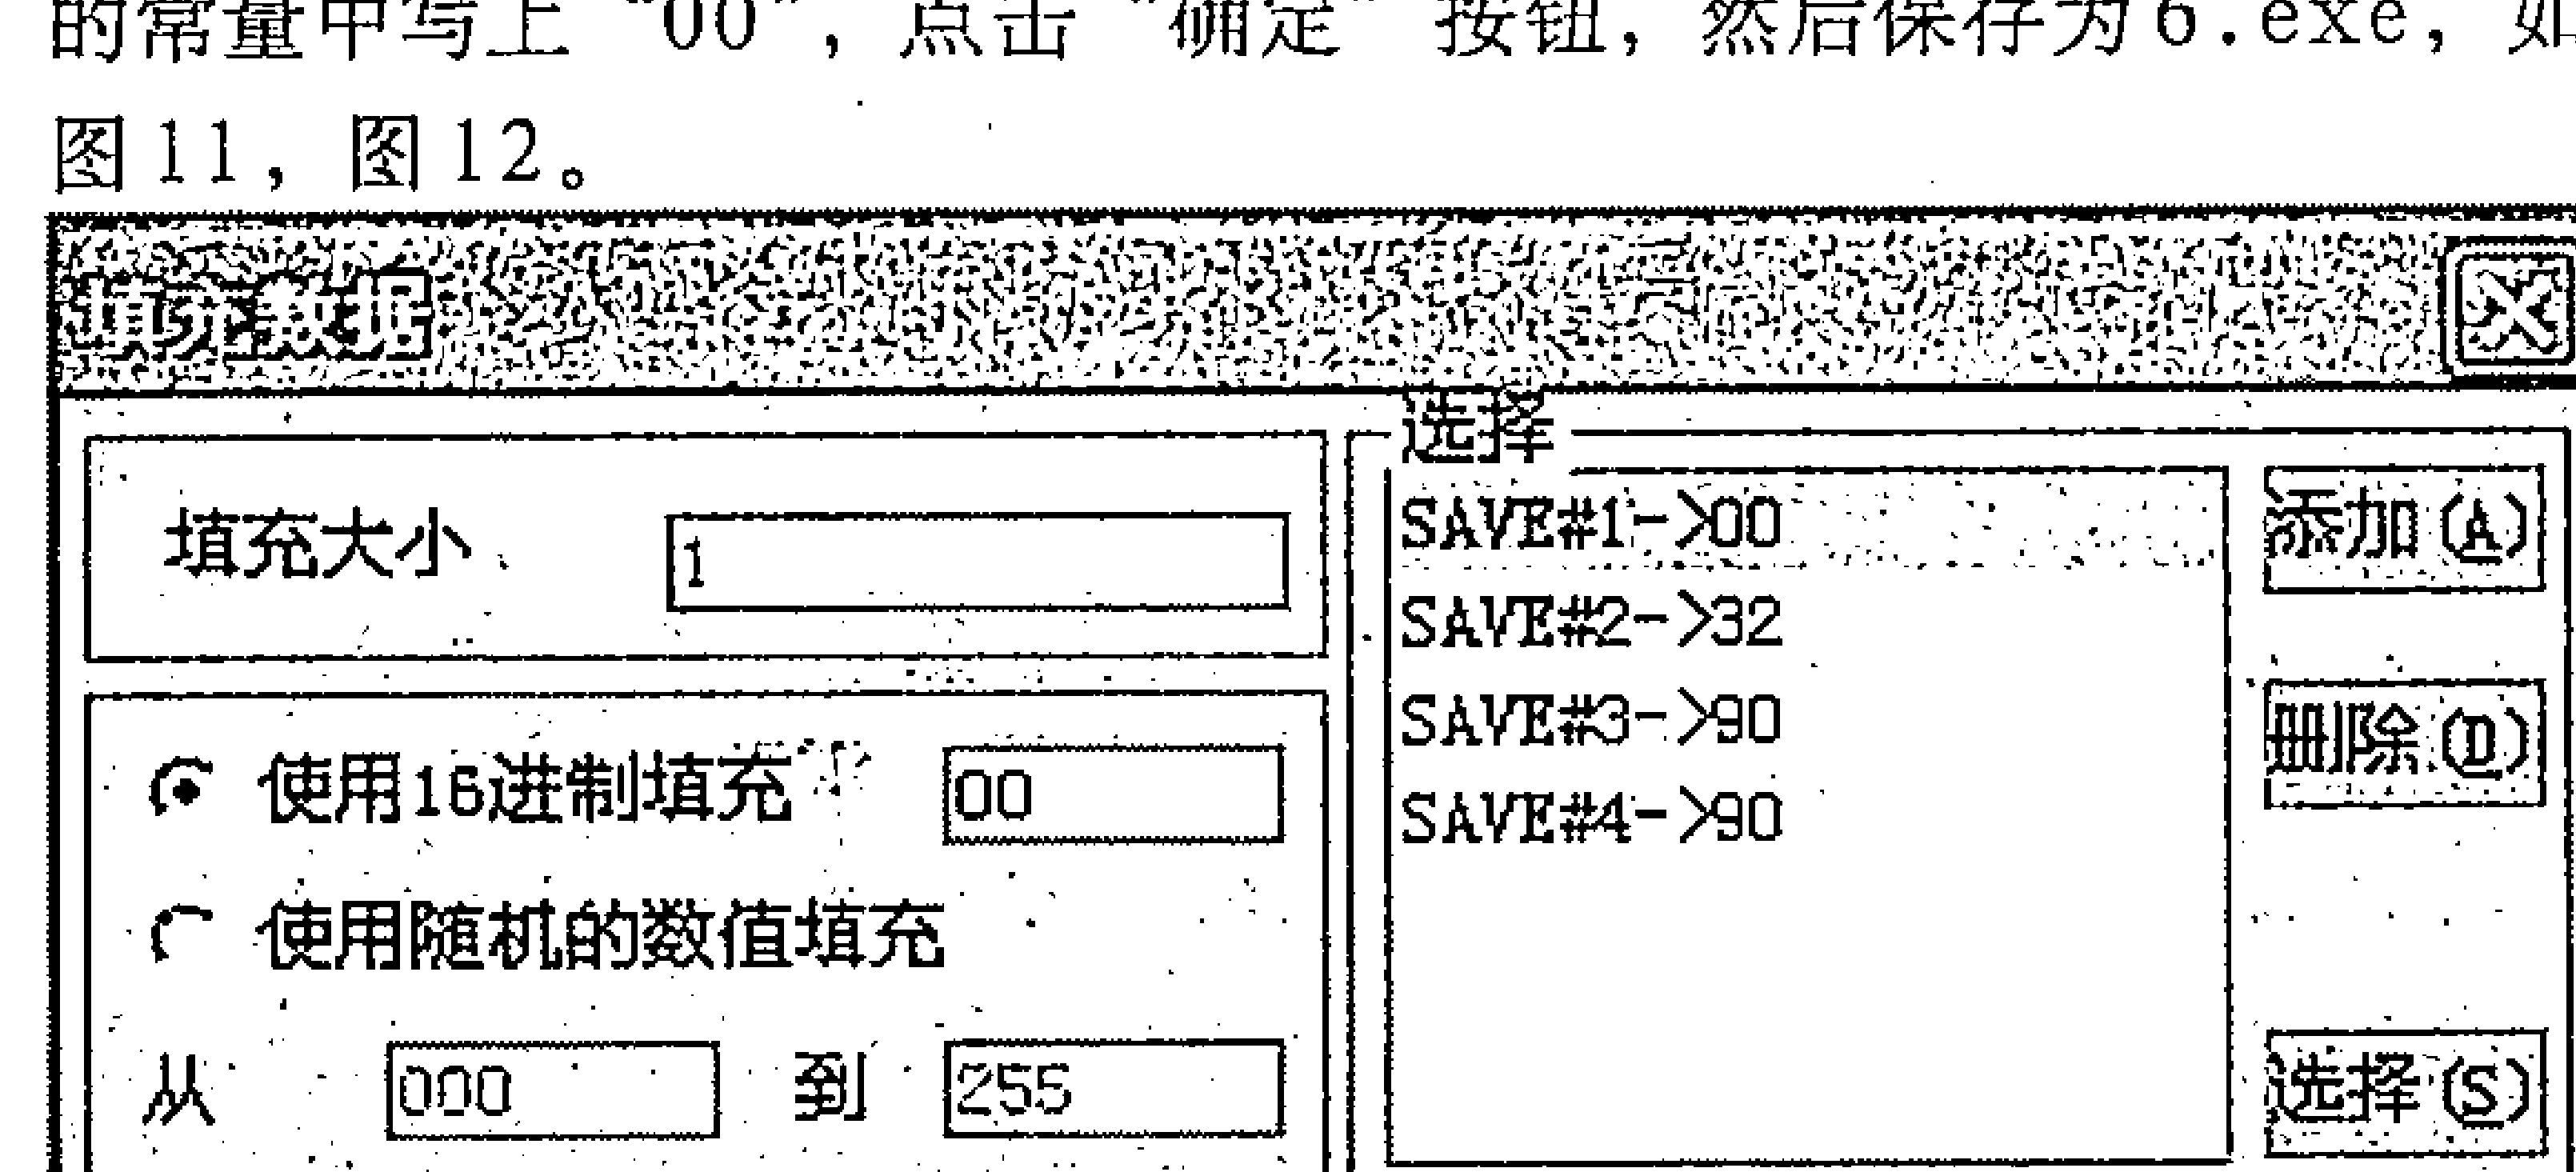 的常量中写上“00”，点击“确定”按钮，然后保存为6.exe，如
图11，图12。
填充数据
选择
填充大小 1
SAVE#1->00
添加(A)
SAVE#2->32
SAVE#3->90
删除(D)
使用16进制填充 00
SAVE#4->90
使用随机的数值填充
从 000 到 255
选择(S)